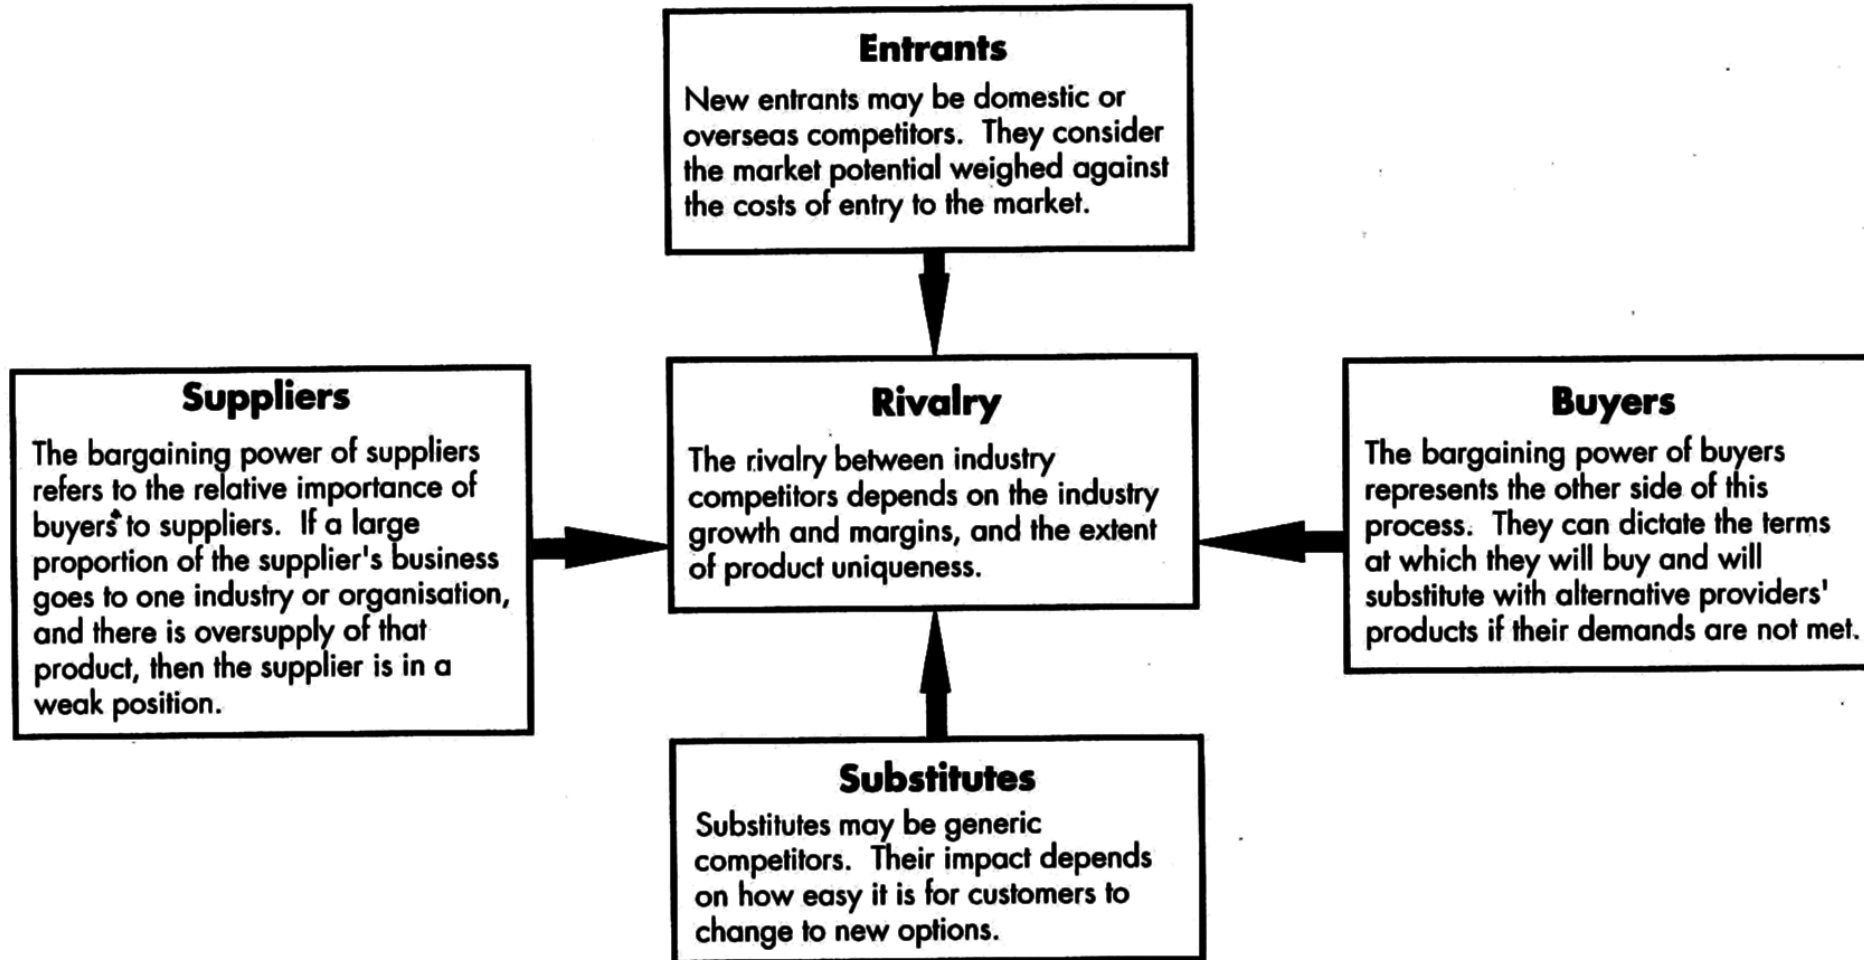 Entrants
New entrants may be domestic or
overseas competitors. They consider
the market potential weighed against
the costs of entry to the market.
Suppliers
The bargaining power of suppliers
refers to the relative importance of
buyers to suppliers. If a large
proportion of the supplier's business
goes to one industry or organisation,
and there is oversupply of that
product, then the supplier is in a
weak position.
Rivalry
The rivalry between industry
competitors depends on the industry
growth and margins, and the extent
of product uniqueness.
Buyers
The bargaining power of buyers
represents the other side of this
process. They can dictate the terms
at which they will buy and will
substitute with alternative providers'
products if their demands are not met.
Substitutes
Substitutes may be generic
competitors. Their impact depends
on how easy it is for customers to
change to new options.